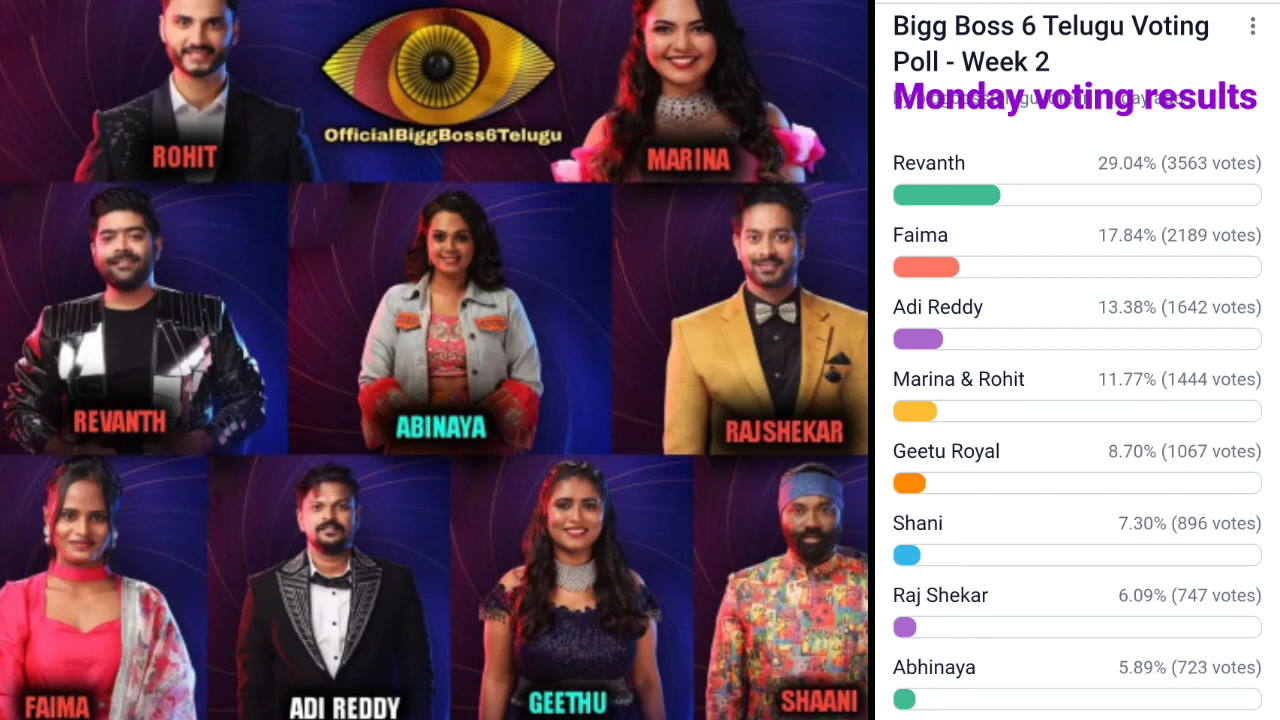 ROHIT
OfficialBiggBoss6Telugu
MARINA
REVANTH
ABINAYA
RAJSHEKAR
FAIMA
ADI REDDY
GEETHU
SHAANI
Bigg Boss 6 Telugu Voting
Poll - Week 2
Monday voting results
Revanth 29.04% (3563 votes)
Faima 17.84% (2189 votes)
Adi Reddy 13.38% (1642 votes)
Marina & Rohit 11.77% (1444 votes)
Geetu Royal 8.70% (1067 votes)
Shani 7.30% (896 votes)
Raj Shekar 6.09% (747 votes)
Abhinaya 5.89% (723 votes)